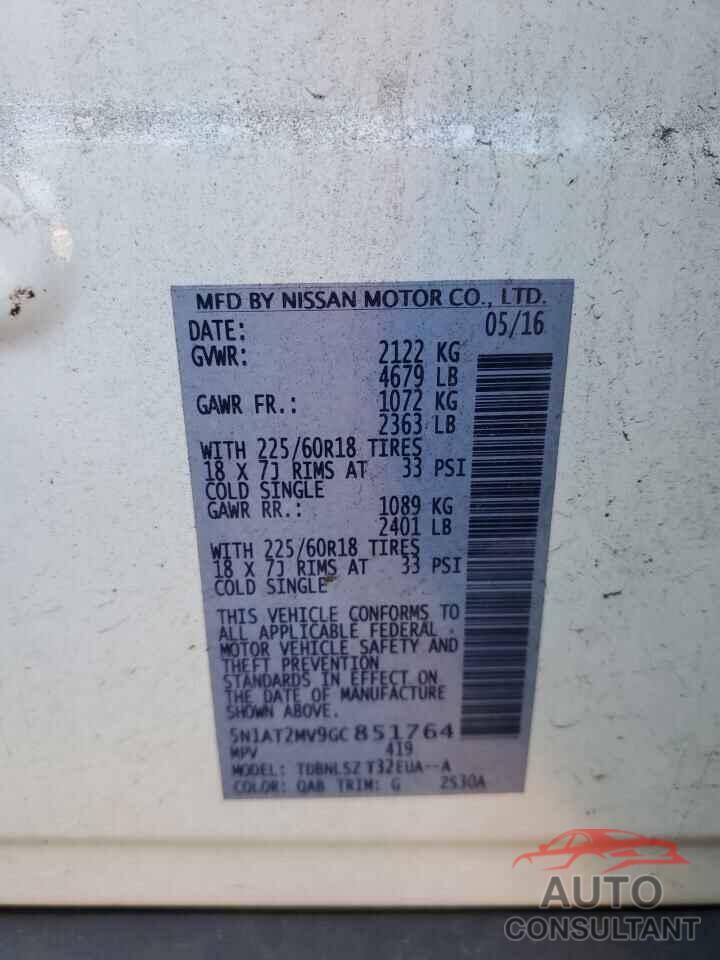 MFD BY NISSAN MOTOR CO., LTD.
DATE: 05/16
GVWR: 2122 KG
4679 LB
GAWR FR.: 1072 KG
2363 LB
WITH 225/60R18 TIRES
18 X 7J RIMS AT 33 PSI
COLD SINGLE
GAWR RR.: 1089 KG
2401 LB
WITH 225/60R18 TIRES
18 X 7J RIMS AT 33 PSI
COLD SINGLE
THIS VEHICLE CONFORMS TO
ALL APPLICABLE FEDERAL
MOTOR VEHICLE SAFETY AND
THEFT PREVENTION
STANDARDS IN EFFECT ON
THE DATE OF MANUFACTURE
SHOWN ABOVE.
5N1AT2MV9GC851764
MPV 419
MODEL: TDBNLSZ T32EUA--A
COLOR: QAB TRIM: G 2S30A
AUTO
CONSULTANT